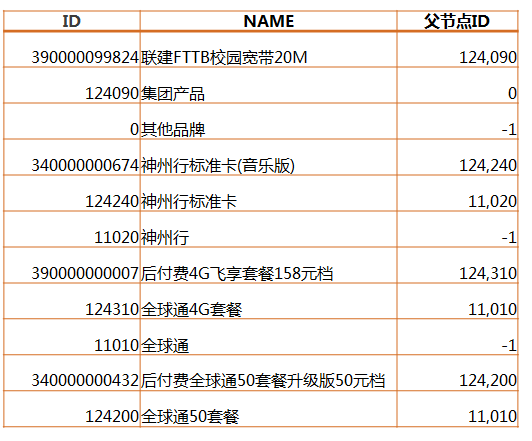 ID NAME 父节点ID
390000099824 联建FTTB校园宽带20M 124,090
124090 集团产品 0
0 其他品牌 -1
340000000674 神州行标准卡(音乐版) 124,240
124240 神州行标准卡 11,020
11020 神州行 -1
390000000007 后付费4G飞享套餐158元档 124,310
124310 全球通4G套餐 11,010
11010 全球通 -1
340000000432 后付费全球通50套餐升级版50元档 124,200
124200 全球通50套餐 11,010